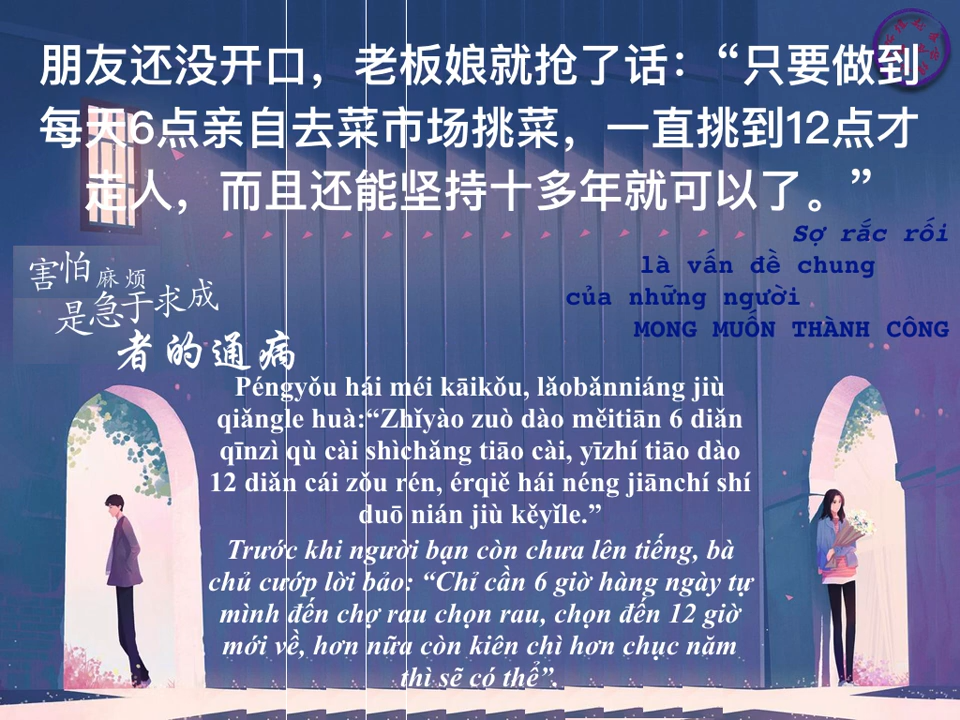 朋友还没开口，老板娘就抢了话：“只要做到
每天6点亲自去菜市场挑菜，一直挑到12点才
走人，而且还能坚持十多年就可以了。”
Sợ rắc rối
là vấn đề chung
của những người
MONG MUỐN THÀNH CÔNG
害怕麻烦
是急于求成
者的通病
Péngyǒu hái méi kāikǒu, lǎobǎnniáng jiù
qiǎngle huà:“Zhǐyào zuò dào měitiān 6 diǎn
qīnzì qù cài shìchǎng tiāo cài, yīzhí tiāo dào
12 diǎn cái zǒu rén, érqiě hái néng jiānchí shí
duō nián jiù kěyǐle.”
Trước khi người bạn còn chưa lên tiếng, bà
chủ cướp lời bảo: “Chỉ cần 6 giờ hàng ngày tự
mình đến chợ rau chọn rau, chọn đến 12 giờ
mới về, hơn nữa còn kiên chì hơn chục năm
thì sẽ có thể”.